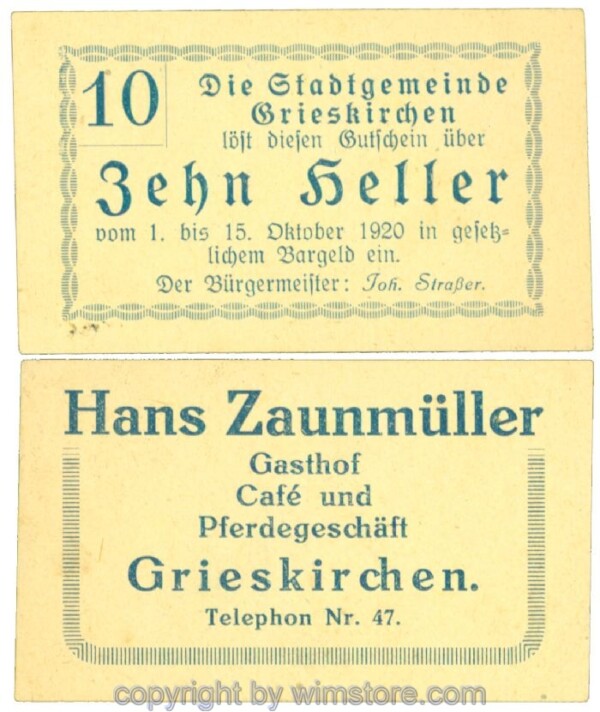 10
Die Stadtgemeinde
Grieskirchen
löst diesen Gutschein über
Zehn Heller
vom 1. bis 15. Oktober 1920 in gesetz-
lichem Bargeld ein.
Der Bürgermeister: Joh. Straßer.
Hans Zaunmüller
Gasthof
Café und
Pferdegeschäft
Grieskirchen.
Telephon Nr. 47.
copyright by wimstore.com